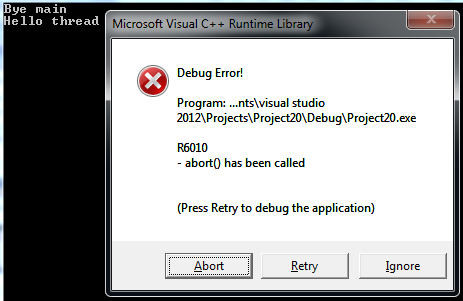 Bye main
Hello thread
Microsoft Visual C++ Runtime Library
Debug Error!
Program: ...nts\visual studio
2012\Projects\Project20\Debug\Project20.exe
R6010
- abort() has been called
(Press Retry to debug the application)
Abort
Retry
Ignore